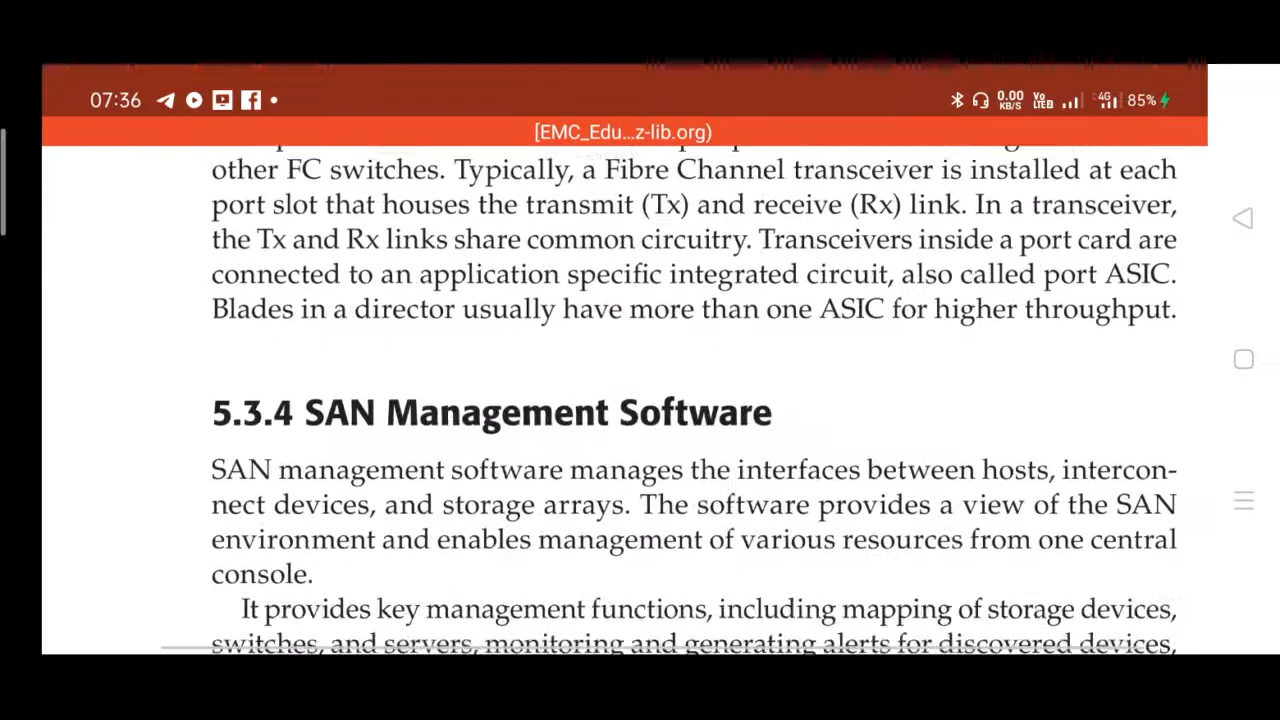 07:36
0.00 KB/S
Vo LTE
4G
85%
[EMC_Edu...z-lib.org)
other FC switches. Typically, a Fibre Channel transceiver is installed at each
port slot that houses the transmit (Tx) and receive (Rx) link. In a transceiver,
the Tx and Rx links share common circuitry. Transceivers inside a port card are
connected to an application specific integrated circuit, also called port ASIC.
Blades in a director usually have more than one ASIC for higher throughput.
5.3.4 SAN Management Software
SAN management software manages the interfaces between hosts, intercon-
nect devices, and storage arrays. The software provides a view of the SAN
environment and enables management of various resources from one central
console.
It provides key management functions, including mapping of storage devices,
switches, and servers, monitoring and generating alerts for discovered devices,